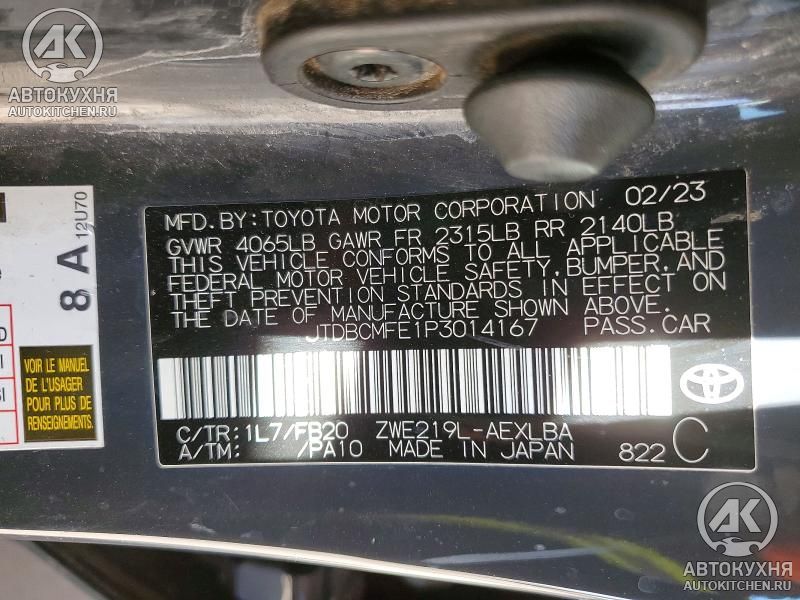 AK
АВТОКУХНЯ
AUTOKITCHEN.RU
8 A 12U70
VOIR LE MANUEL
DE L'USAGER
POUR PLUS DE
RENSEIGNEMENTS.
MFD. BY: TOYOTA MOTOR CORPORATION 02/23
GVWR 4065LB GAWR FR 2315LB RR 2140LB
THIS VEHICLE CONFORMS TO ALL APPLICABLE
FEDERAL MOTOR VEHICLE SAFETY, BUMPER, AND
THEFT PREVENTION STANDARDS IN EFFECT ON
THE DATE OF MANUFACTURE SHOWN ABOVE.
JTDBCMFE1P3014167 PASS. CAR
C/TR: 1L7/FB20 ZWE219L-AEXLBA
A/TM: /PA10 MADE IN JAPAN 822 C
AK
АВТОКУХНЯ
AUTOKITCHEN.RU